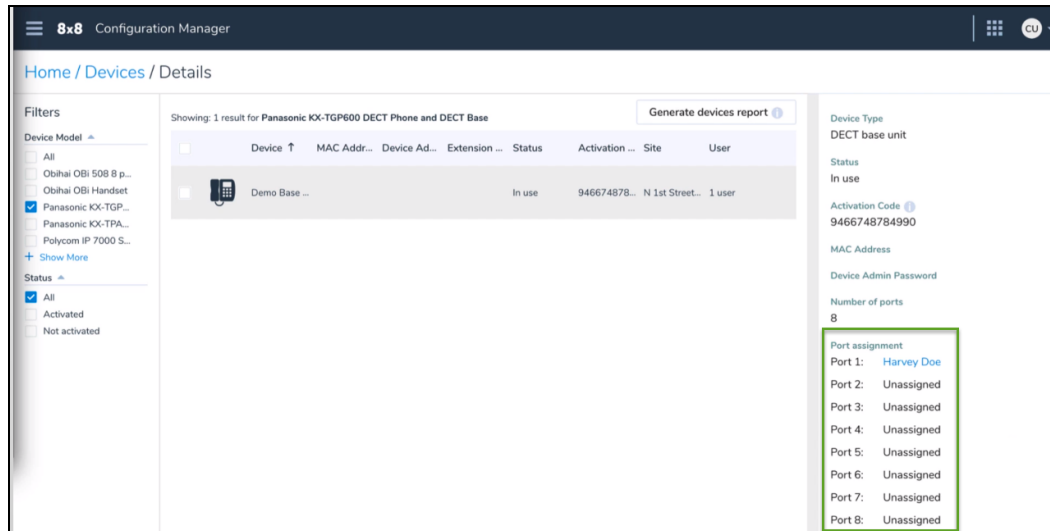 8x8 Configuration Manager
CU
Home / Devices / Details
Filters
Device Model
All
Obihai OBi 508 8 p...
Obihai OBi Handset
Panasonic KX-TGP...
Panasonic KX-TPA...
Polycom IP 7000 S...
+ Show More
Status
All
Activated
Not activated
Showing: 1 result for Panasonic KX-TGP600 DECT Phone and DECT Base
Generate devices report
Device ↑ MAC Addr... Device Ad... Extension ... Status Activation ... Site User
Demo Base ... In use 946674878... N 1st Street... 1 user
Device Type
DECT base unit
Status
In use
Activation Code
9466748784990
MAC Address
Device Admin Password
Number of ports
8
Port assignment
Port 1: Harvey Doe
Port 2: Unassigned
Port 3: Unassigned
Port 4: Unassigned
Port 5: Unassigned
Port 6: Unassigned
Port 7: Unassigned
Port 8: Unassigned